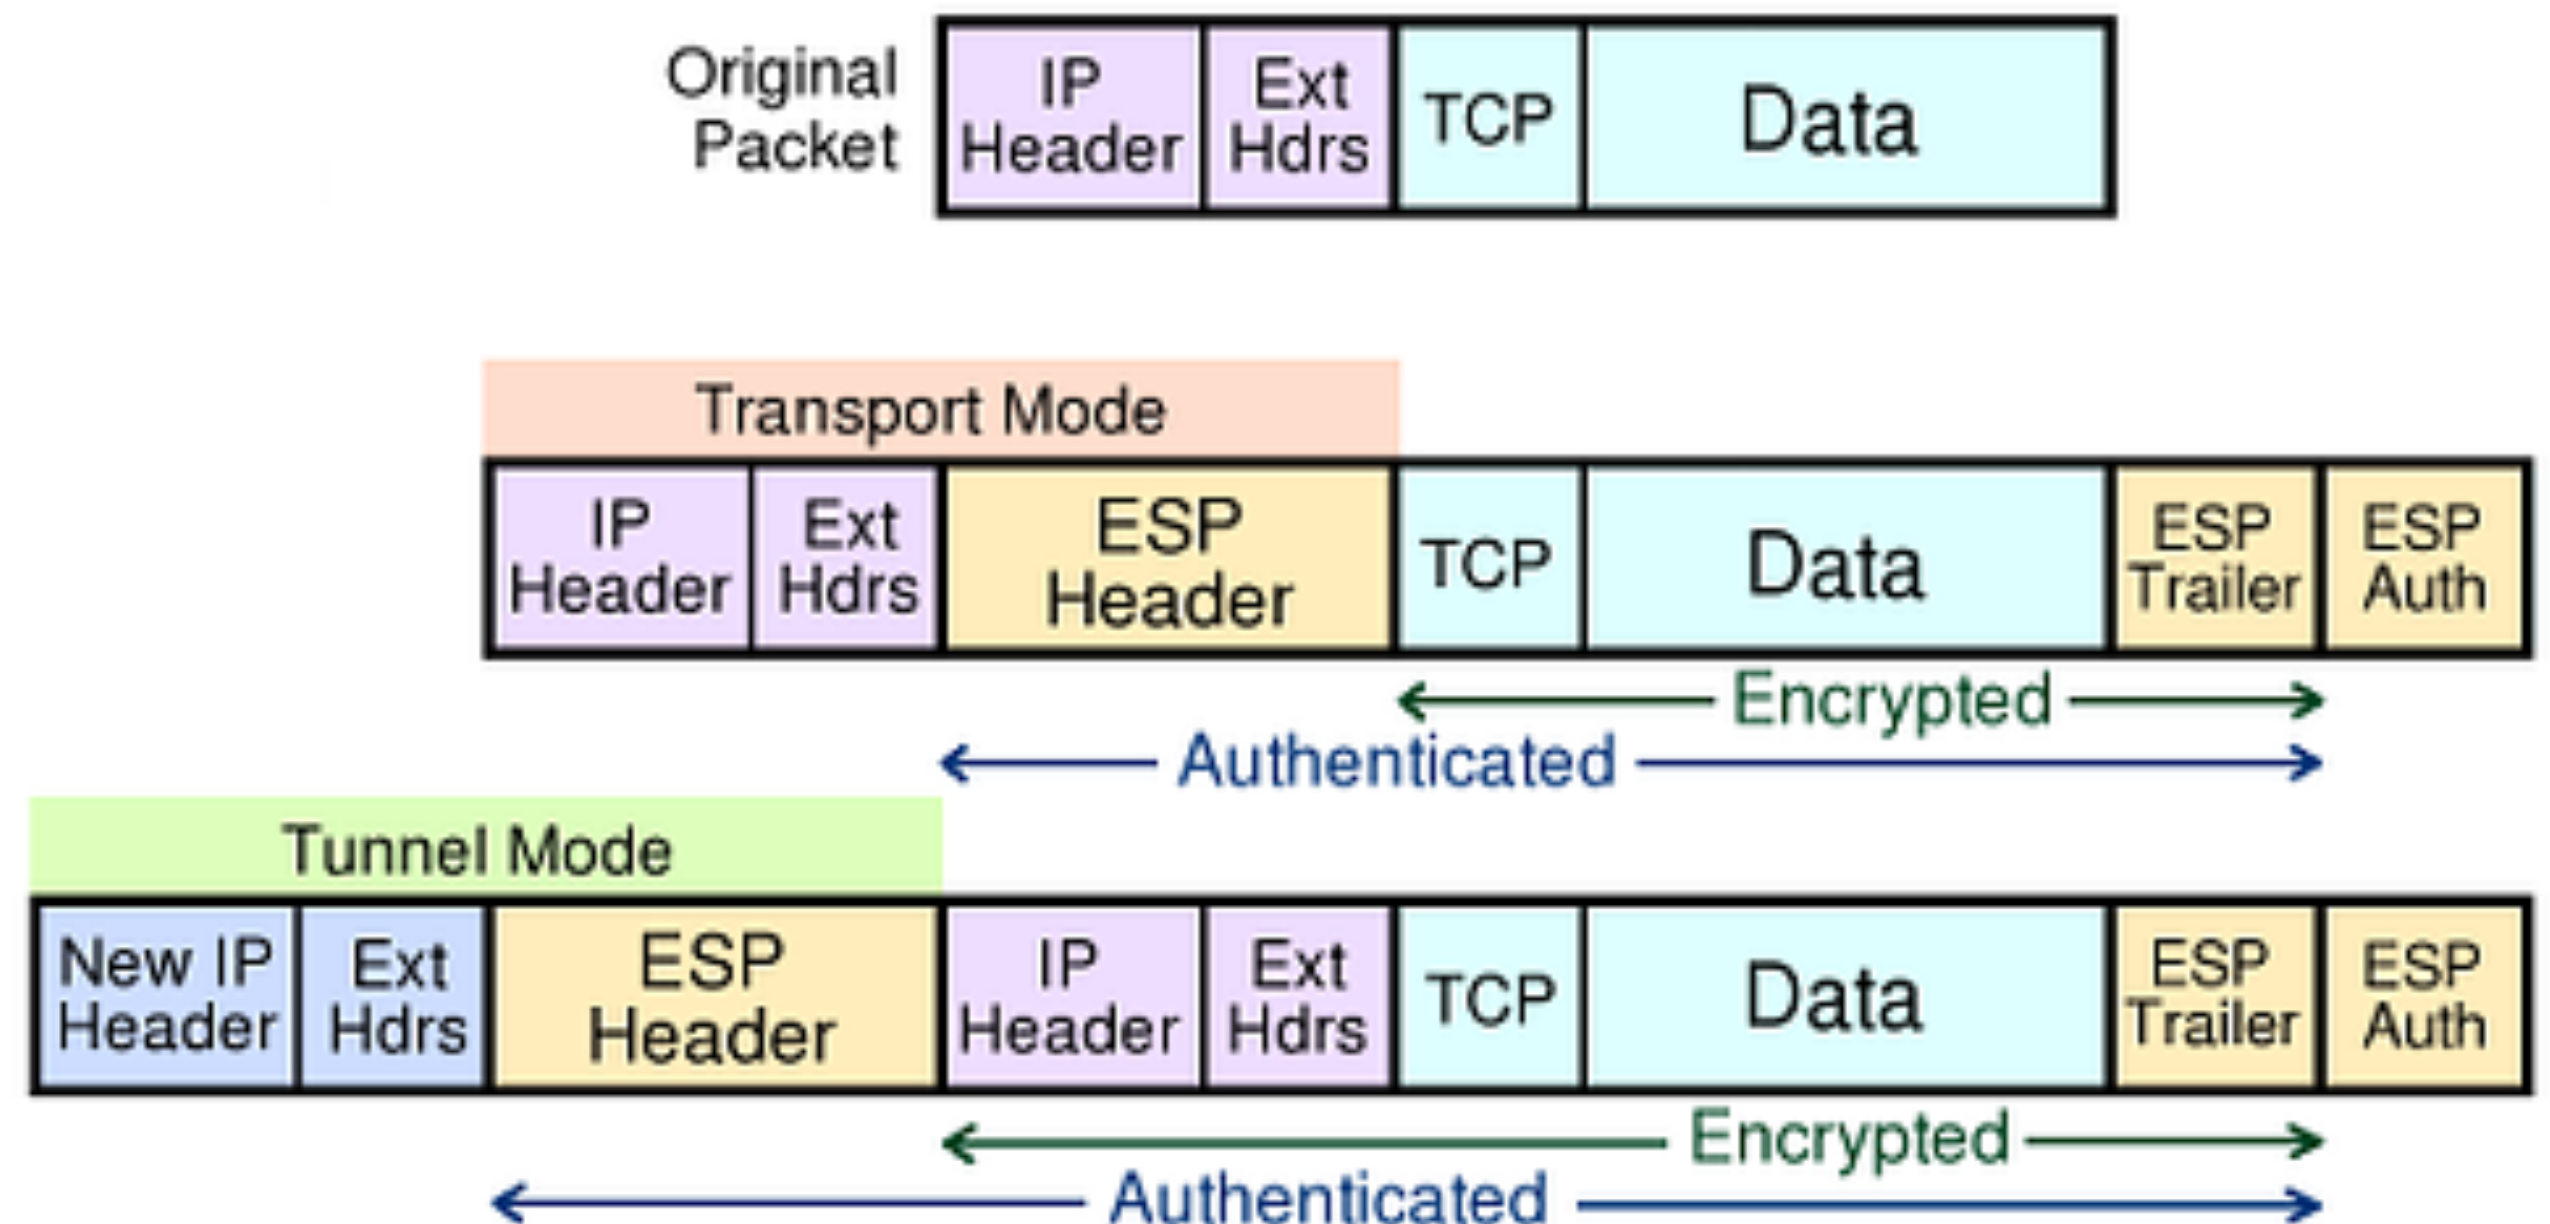 Original
Packet
IP
Header
Ext
Hdrs
TCP
Data
Transport Mode
IP
Header
Ext
Hdrs
ESP
Header
TCP
Data
ESP
Trailer
ESP
Auth
Encrypted
Authenticated
Tunnel Mode
New IP
Header
Ext
Hdrs
ESP
Header
IP
Header
Ext
Hdrs
TCP
Data
ESP
Trailer
ESP
Auth
Encrypted
Authenticated